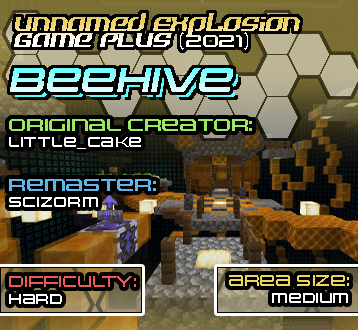 Unnamed Explosion
Game Plus (2021)
BEEHIVE
Original Creator:
Little_Cake
Remaster:
ScizorM
Difficulty:
Hard
Area Size:
Medium